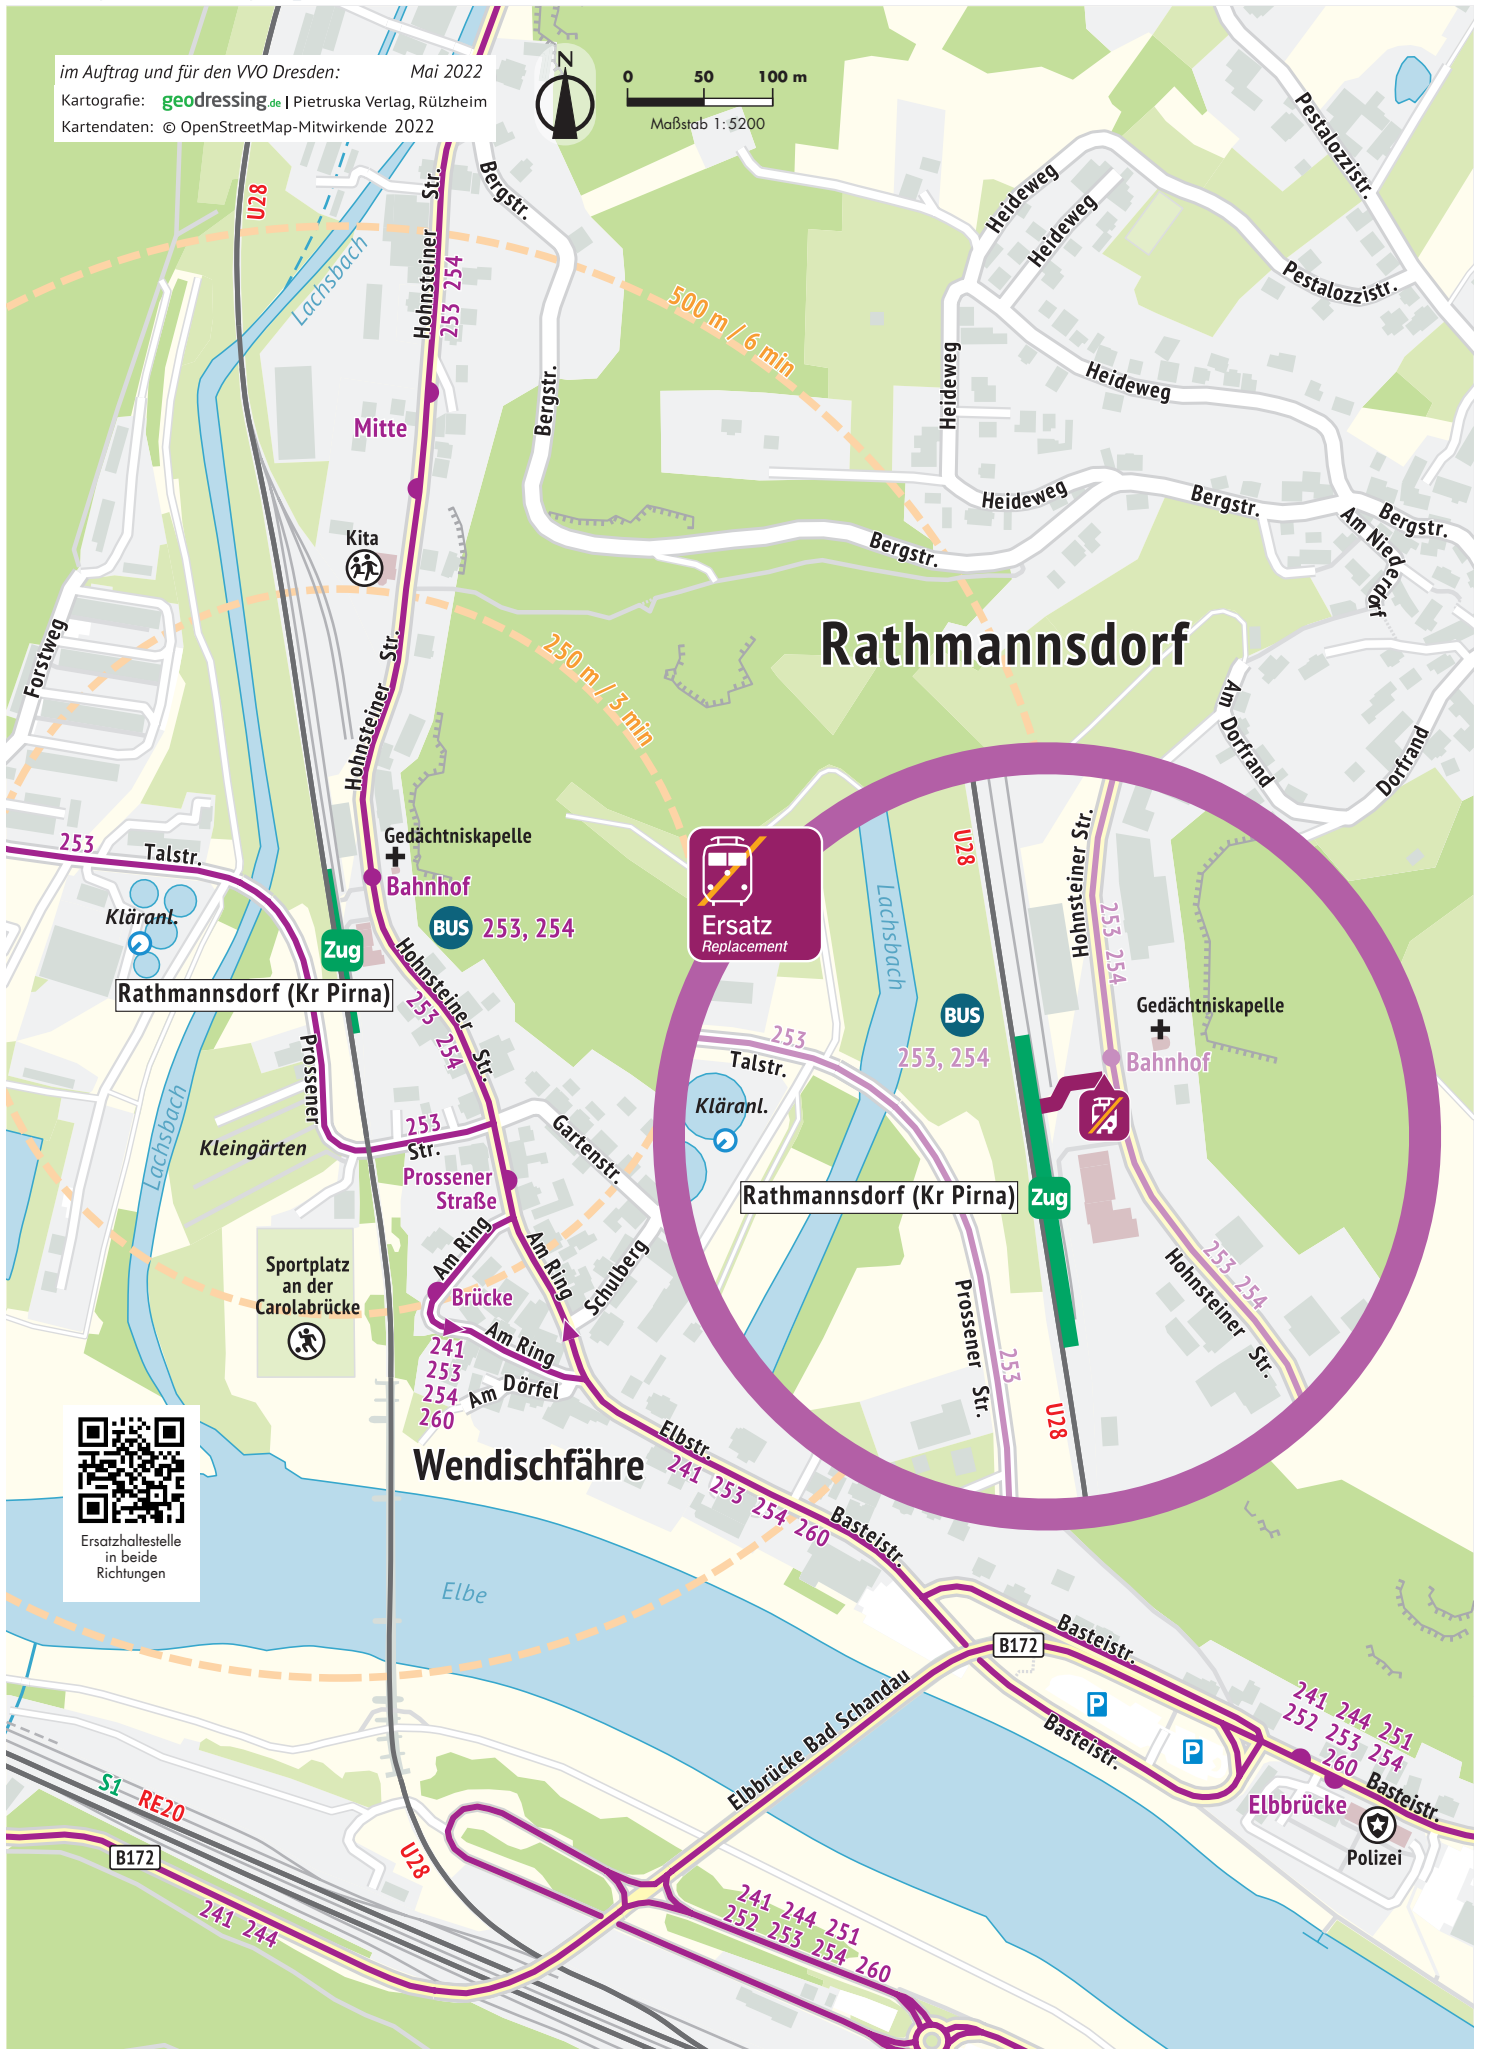 im Auftrag und für den VVO Dresden: Mai 2022
Kartografie: geodressing.de | Pietruska Verlag, Rülzheim
Kartendaten: © OpenStreetMap-Mitwirkende 2022
N
0 50 100 m
Maßstab 1:5200
U28
Lachsbach
Hohnsteiner Str.
253 254
Bergstr.
Bergstr.
500 m / 6 min
Heideweg
Heideweg
Pestalozzistr.
Pestalozzistr.
Heideweg
Heideweg
Heideweg
Bergstr.
Bergstr.
Bergstr.
Am Niederdorf
Mitte
Kita
Forstweg
Hohnsteiner Str.
250 m / 3 min
Rathmannsdorf
Am Dorfrand
Dorfrand
253
Talstr.
Gedächtniskapelle
Bahnhof
BUS 253, 254
Kläranl.
Zug
Rathmannsdorf (Kr Pirna)
Hohnsteiner Str.
253 254
Prossener Str.
253
Lachsbach
Kleingärten
Gartenstr.
Prossener
Straße
Am Ring
Am Ring
Schulberg
Brücke
Am Ring
241
253
254
260
Am Dörfel
Sportplatz
an der
Carolabrücke
Wendischfähre
Elbstr.
241 253 254 260
Basteistr.
Ersatz
Replacement
U28
Lachsbach
Hohnsteiner Str.
253 254
Gedächtniskapelle
BUS
253, 254
Bahnhof
253
Talstr.
Kläranl.
Rathmannsdorf (Kr Pirna)
Zug
Prossener Str.
253
U28
253 254
Hohnsteiner Str.
Ersatzhaltestelle
in beide
Richtungen
Elbe
B172
Basteistr.
P
P
Basteistr.
241 244 251
252 253 254
260
Basteistr.
Elbbrücke
Polizei
Elbbrücke Bad Schandau
S1 RE20
U28
B172
241 244
241 244 251
252 253 254 260